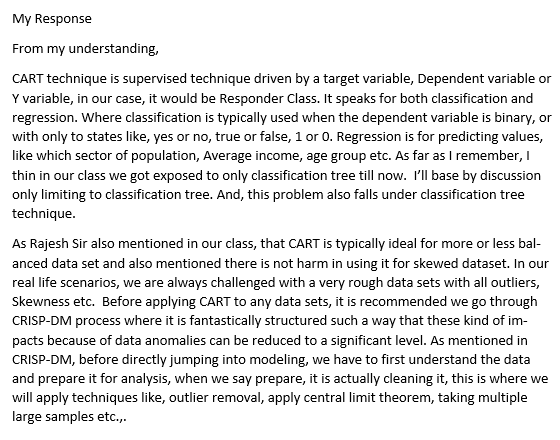 My Response
From my understanding,
CART technique is supervised technique driven by a target variable, Dependent variable or
Y variable, in our case, it would be Responder Class. It speaks for both classification and
regression. Where classification is typically used when the dependent variable is binary, or
with only to states like, yes or no, true or false, 1 or 0. Regression is for predicting values,
like which sector of population, Average income, age group etc. As far as I remember, I
thin in our class we got exposed to only classification tree till now.  I'll base by discussion
only limiting to classification tree. And, this problem also falls under classification tree
technique.
As Rajesh Sir also mentioned in our class, that CART is typically ideal for more or less bal-
anced data set and also mentioned there is not harm in using it for skewed dataset. In our
real life scenarios, we are always challenged with a very rough data sets with all outliers,
Skewness etc.  Before applying CART to any data sets, it is recommended we go through
CRISP-DM process where it is fantastically structured such a way that these kind of im-
pacts because of data anomalies can be reduced to a significant level. As mentioned in
CRISP-DM, before directly jumping into modeling, we have to first understand the data
and prepare it for analysis, when we say prepare, it is actually cleaning it, this is where we
will apply techniques like, outlier removal, apply central limit theorem, taking multiple
large samples etc.,.